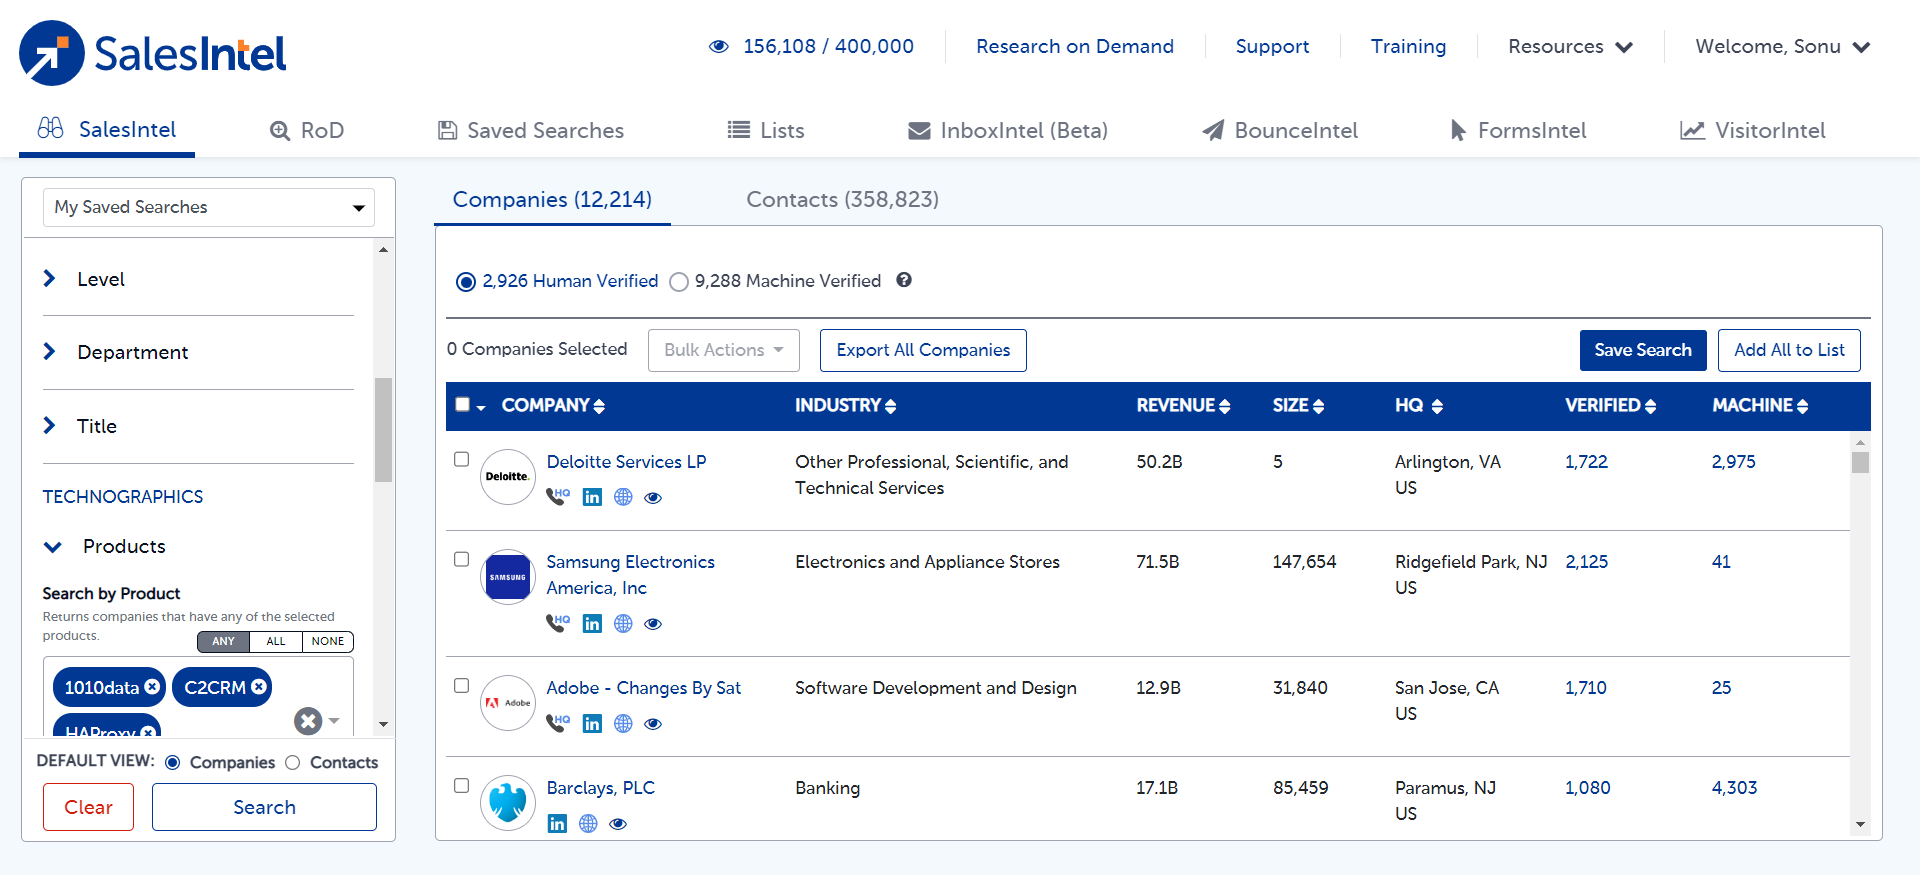 SalesIntel
156,108 / 400,000
Research on Demand
Support
Training
Resources
Welcome, Sonu
SalesIntel
RoD
Saved Searches
Lists
InboxIntel (Beta)
BounceIntel
FormsIntel
VisitorIntel
My Saved Searches
Level
Department
Title
TECHNOGRAPHICS
Products
Search by Product
Returns companies that have any of the selected
products.
ANY ALL NONE
1010data C2CRM
HAProxy
DEFAULT VIEW: Companies Contacts
Clear Search
Companies (12,214) Contacts (358,823)
2,926 Human Verified 9,288 Machine Verified
0 Companies Selected Bulk Actions Export All Companies Save Search Add All to List
COMPANY INDUSTRY REVENUE SIZE HQ VERIFIED MACHINE
Deloitte. Deloitte Services LP Other Professional, Scientific, and 50.2B 5 Arlington, VA 1,722 2,975
Technical Services US
HQ
SAMSUNG Samsung Electronics Electronics and Appliance Stores 71.5B 147,654 Ridgefield Park, NJ 2,125 41
America, Inc US
HQ
Adobe Adobe - Changes By Sat Software Development and Design 12.9B 31,840 San Jose, CA 1,710 25
US
HQ
Barclays, PLC Banking 17.1B 85,459 Paramus, NJ 1,080 4,303
US